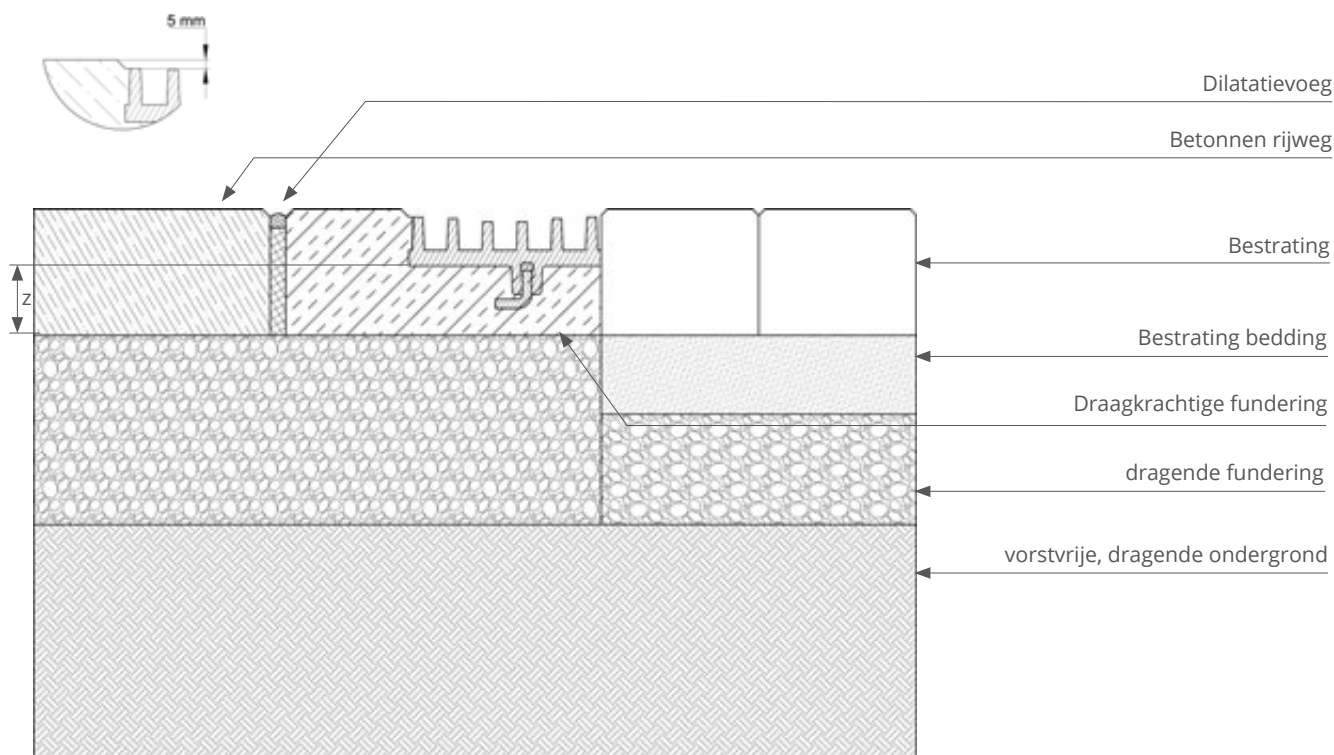 5 mm
Dilatatievoeg
Betonnen rijweg
Bestrating
Z
Bestrating bedding
Draagkrachtige fundering
dragende fundering
vorstvrije, dragende ondergrond